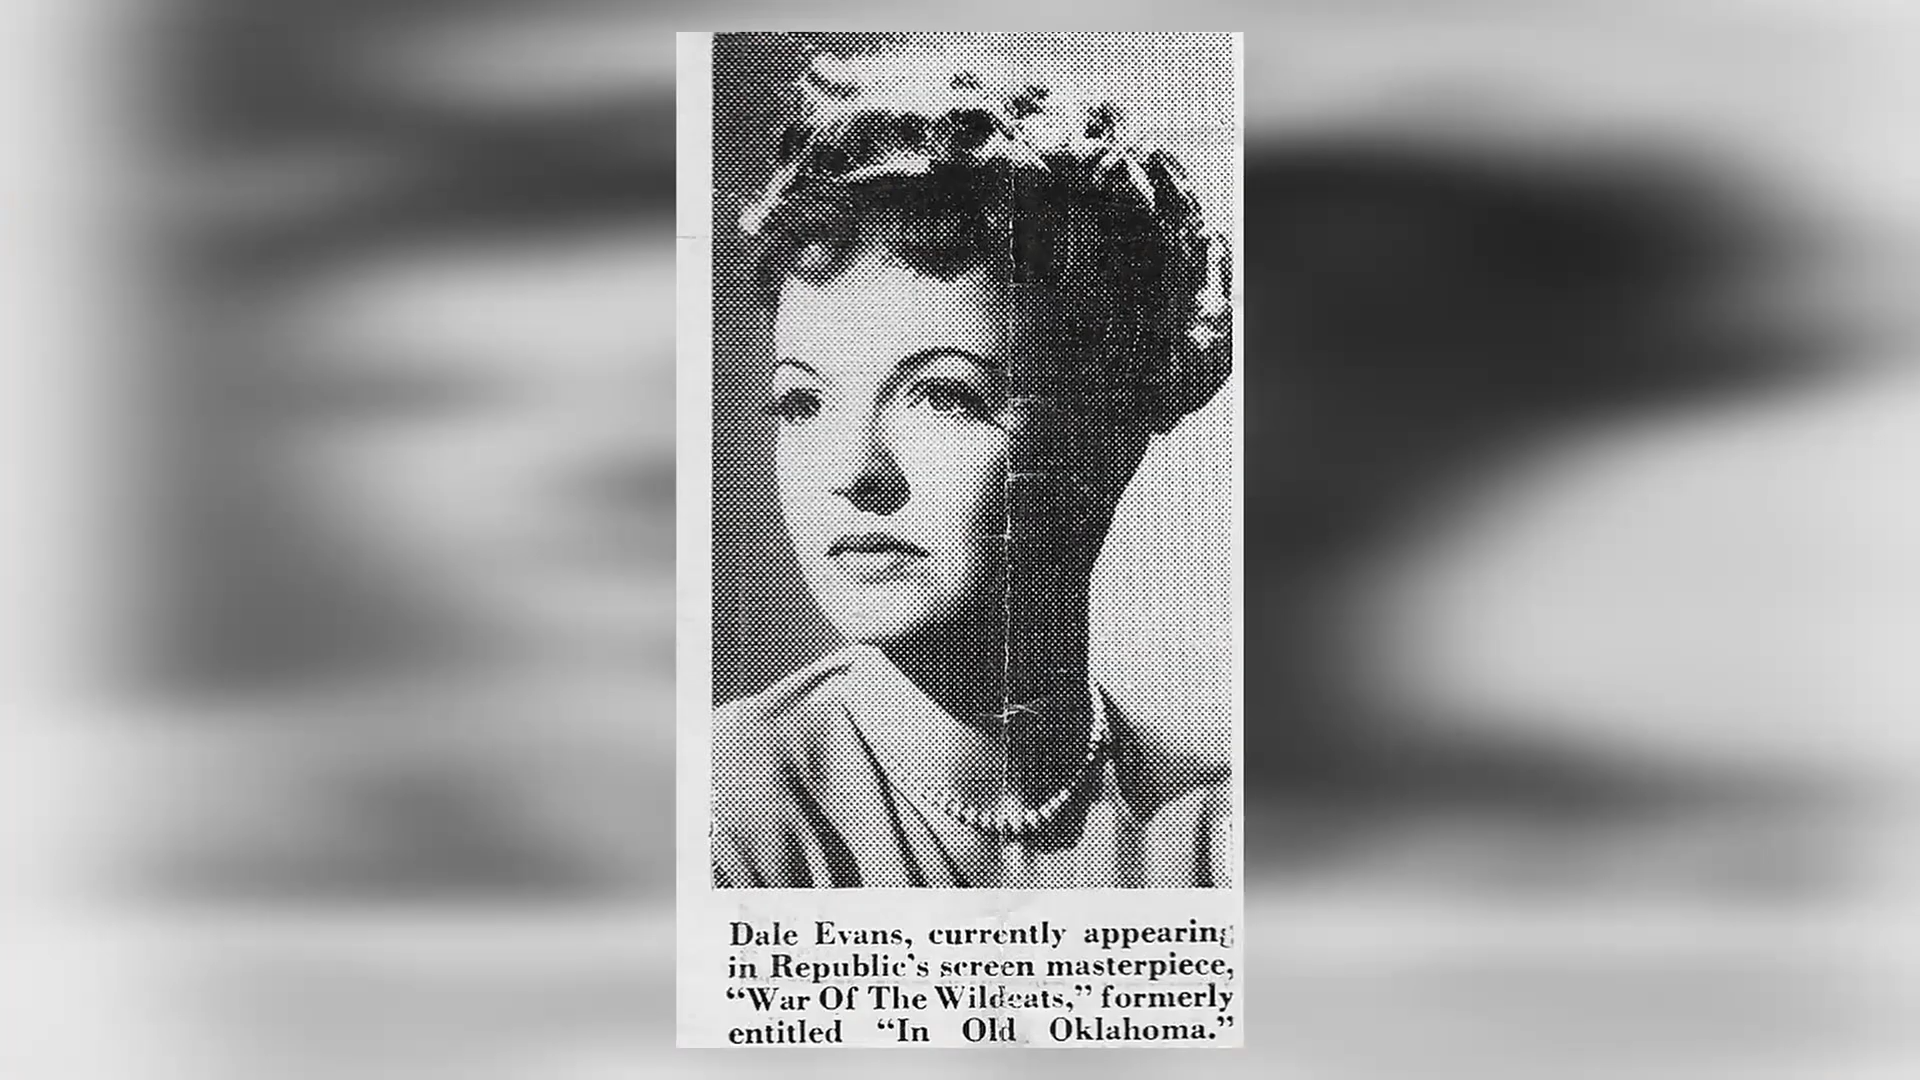 Dale Evans, currently appearing
in Republic's screen masterpiece,
“War Of The Wildcats,” formerly
entitled “In Old Oklahoma.”